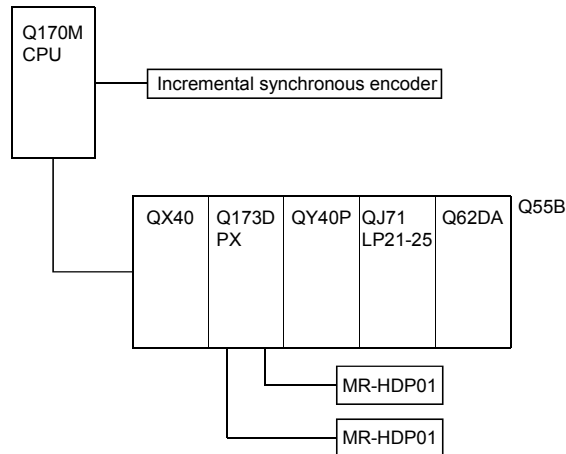 Q170M
CPU
Incremental synchronous encoder
QX40
Q173D
PX
QY40P
QJ71
LP21-25
Q62DA
Q55B
MR-HDP01
MR-HDP01